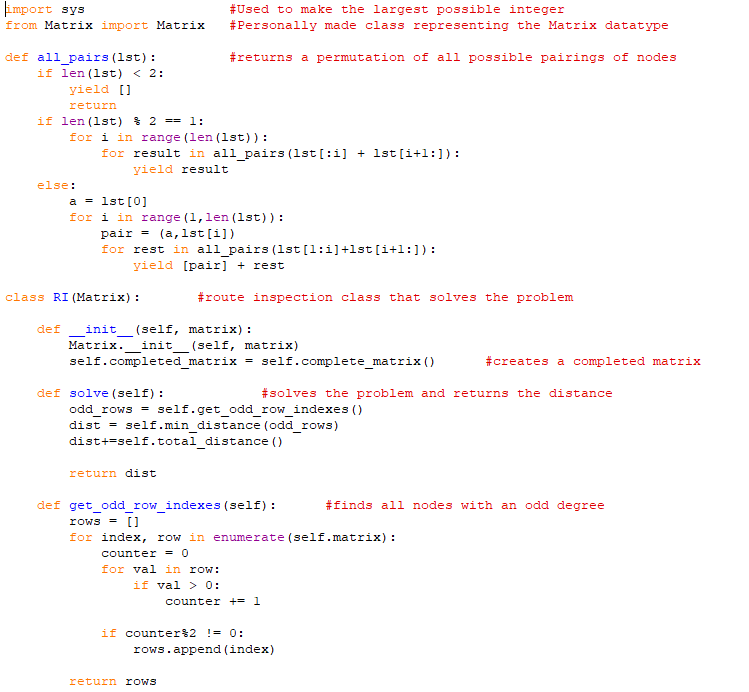 import sys                  #Used to make the largest possible integer
from Matrix import Matrix   #Personally made class representing the Matrix datatype

def all_pairs(lst):         #returns a permutation of all possible pairings of nodes
    if len(lst) < 2:
        yield []
        return
    if len(lst) % 2 == 1:
        for i in range(len(lst)):
            for result in all_pairs(lst[:i] + lst[i+1:]):
                yield result
    else:
        a = lst[0]
        for i in range(1,len(lst)):
            pair = (a,lst[i])
            for rest in all_pairs(lst[1:i]+lst[i+1:]):
                yield [pair] + rest

class RI(Matrix):       #route inspection class that solves the problem

    def __init__(self, matrix):
        Matrix.__init__(self, matrix)
        self.completed_matrix = self.complete_matrix()      #creates a completed matrix

    def solve(self):            #solves the problem and returns the distance
        odd_rows = self.get_odd_row_indexes()
        dist = self.min_distance(odd_rows)
        dist+=self.total_distance()

        return dist

    def get_odd_row_indexes(self):      #finds all nodes with an odd degree
        rows = []
        for index, row in enumerate(self.matrix):
            counter = 0
            for val in row:
                if val > 0:
                    counter += 1

            if counter%2 != 0:
                rows.append(index)

        return rows